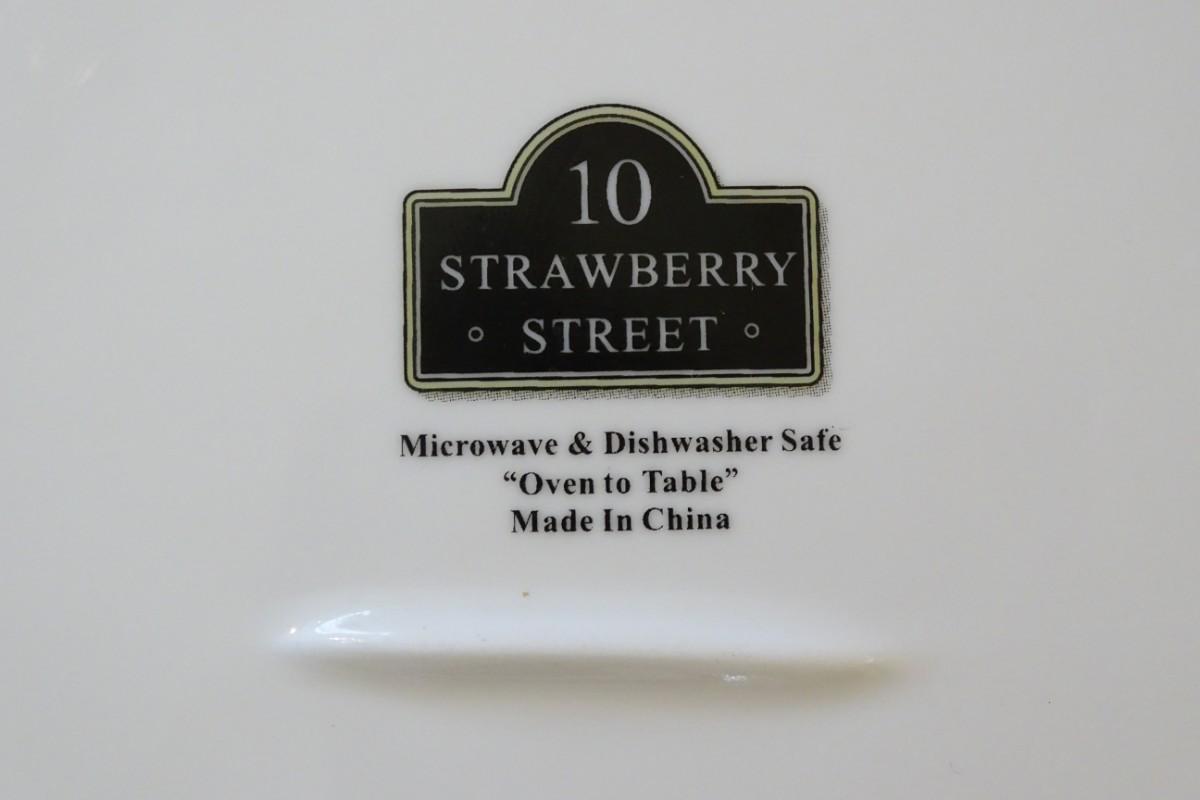 10
STRAWBERRY
STREET
Microwave & Dishwasher Safe
“Oven to Table”
Made In China